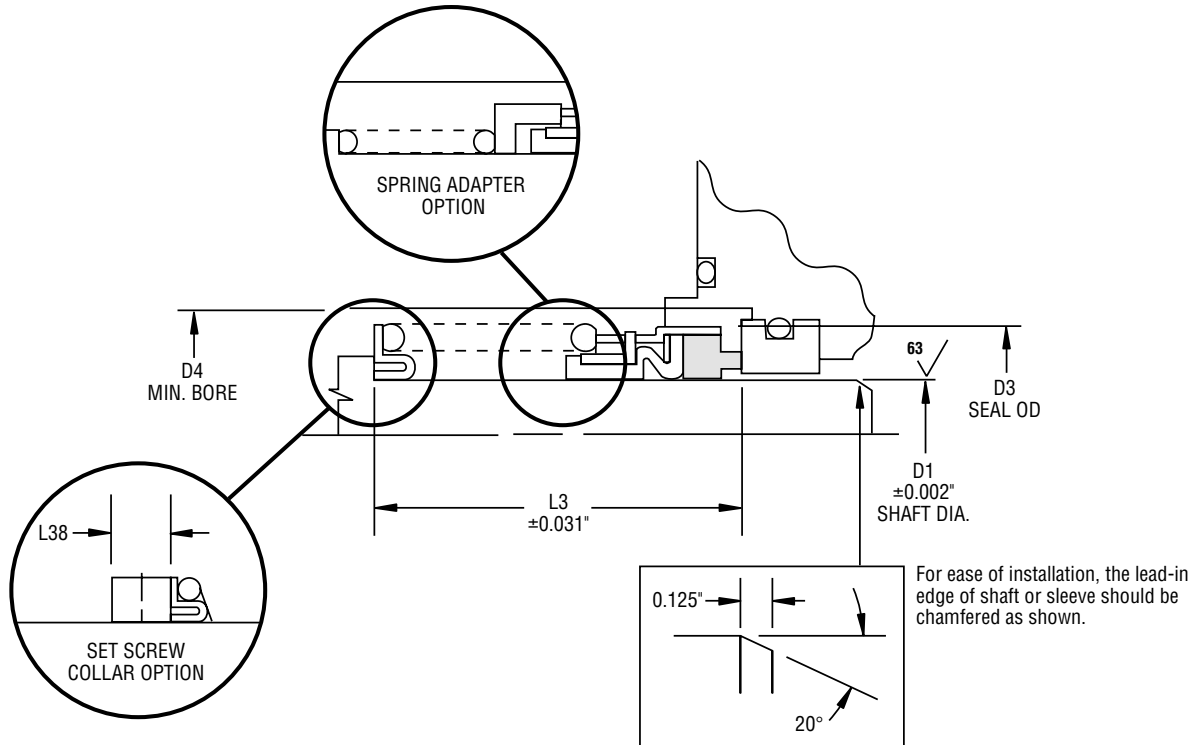 SPRING ADAPTER
OPTION
D4
MIN. BORE
63
D3
SEAL OD
D1
±0.002"
SHAFT DIA.
L3
±0.031"
L38
SET SCREW
COLLAR OPTION
0.125"
20°
For ease of installation, the lead-in
edge of shaft or sleeve should be
chamfered as shown.